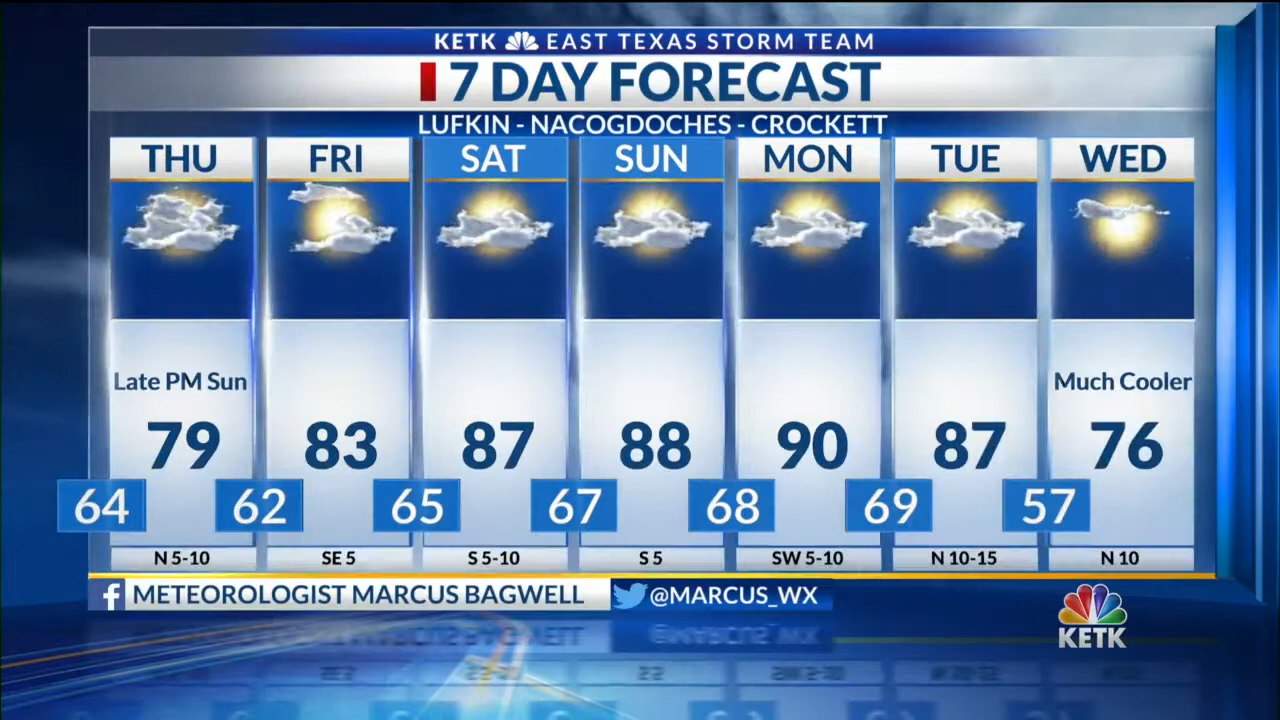 KETK EAST TEXAS STORM TEAM
7 DAY FORECAST
LUFKIN - NACOGDOCHES - CROCKETT
THU FRI SAT SUN MON TUE WED
Late PM Sun Much Cooler
79 83 87 88 90 87 76
64 62 65 67 68 69 57
N 5-10 SE 5 S 5-10 S 5 SW 5-10 N 10-15 N 10
METEOROLOGIST MARCUS BAGWELL @MARCUS_WX
KETK